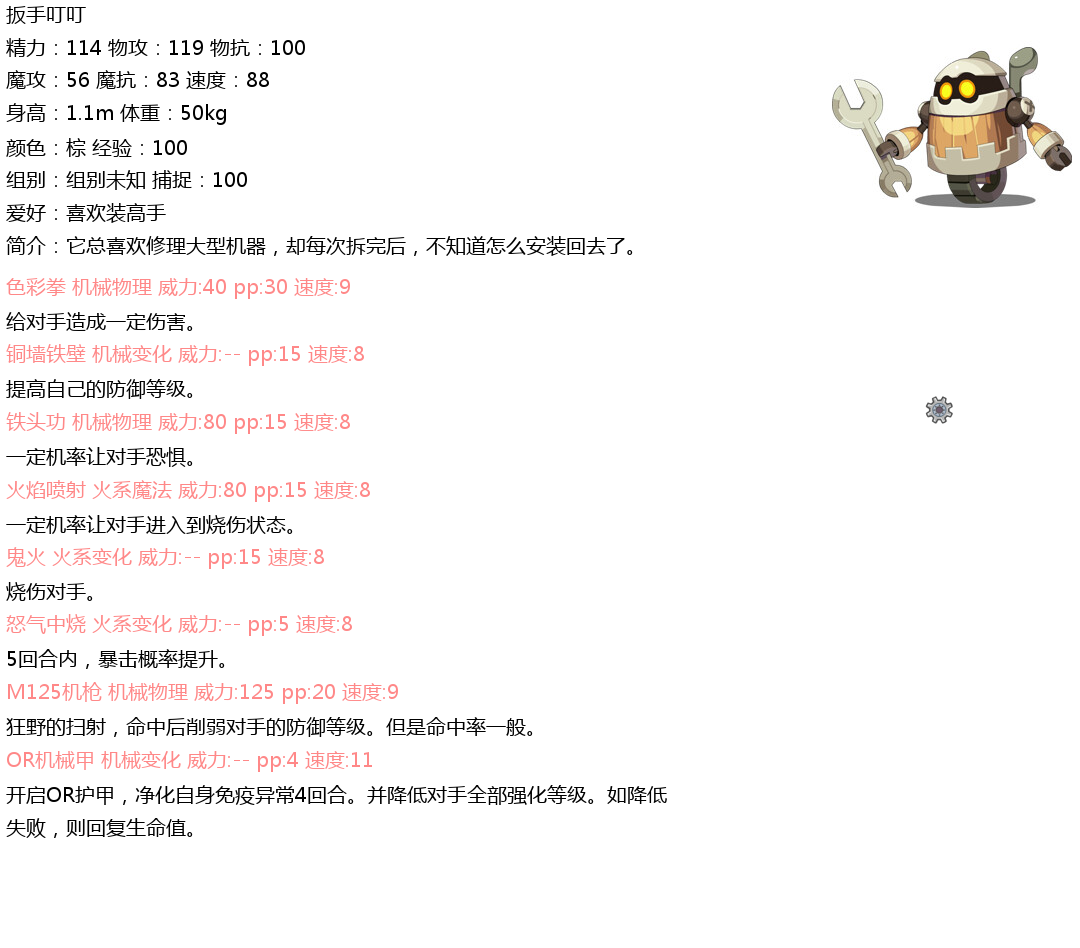 扳手叮叮
精力：114 物攻：119 物抗：100
魔攻：56 魔抗：83 速度：88
身高：1.1m 体重：50kg
颜色：棕 经验：100
组别：组别未知 捕捉：100
爱好：喜欢装高手
简介：它总喜欢修理大型机器，却每次拆完后，不知道怎么安装回去了。
色彩拳 机械物理 威力:40 pp:30 速度:9
给对手造成一定伤害。
铜墙铁壁 机械变化 威力:-- pp:15 速度:8
提高自己的防御等级。
铁头功 机械物理 威力:80 pp:15 速度:8
一定机率让对手恐惧。
火焰喷射 火系魔法 威力:80 pp:15 速度:8
一定机率让对手进入到烧伤状态。
鬼火 火系变化 威力:-- pp:15 速度:8
烧伤对手。
怒气中烧 火系变化 威力:-- pp:5 速度:8
5回合内，暴击概率提升。
M125机枪 机械物理 威力:125 pp:20 速度:9
狂野的扫射，命中后削弱对手的防御等级。但是命中率一般。
OR机械甲 机械变化 威力:-- pp:4 速度:11
开启OR护甲，净化自身免疫异常4回合。并降低对手全部强化等级。如降低
失败，则回复生命值。